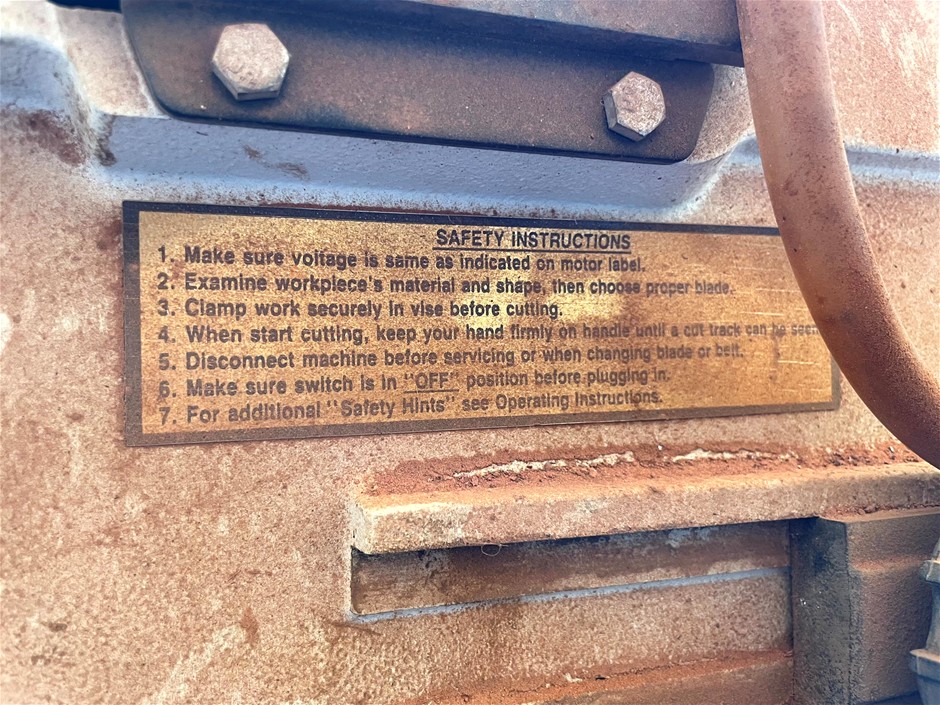 SAFETY INSTRUCTIONS
1. Make sure voltage is same as indicated on motor label.
2. Examine workpiece's material and shape, then choose proper blade.
3. Clamp work securely in vise before cutting.
4. When start cutting, keep your hand firmly on handle until a cut track can be seen
5. Disconnect machine before servicing or when changing blade or belt.
6. Make sure switch is in "OFF" position before plugging in.
7. For additional "Safety Hints" see Operating Instructions.